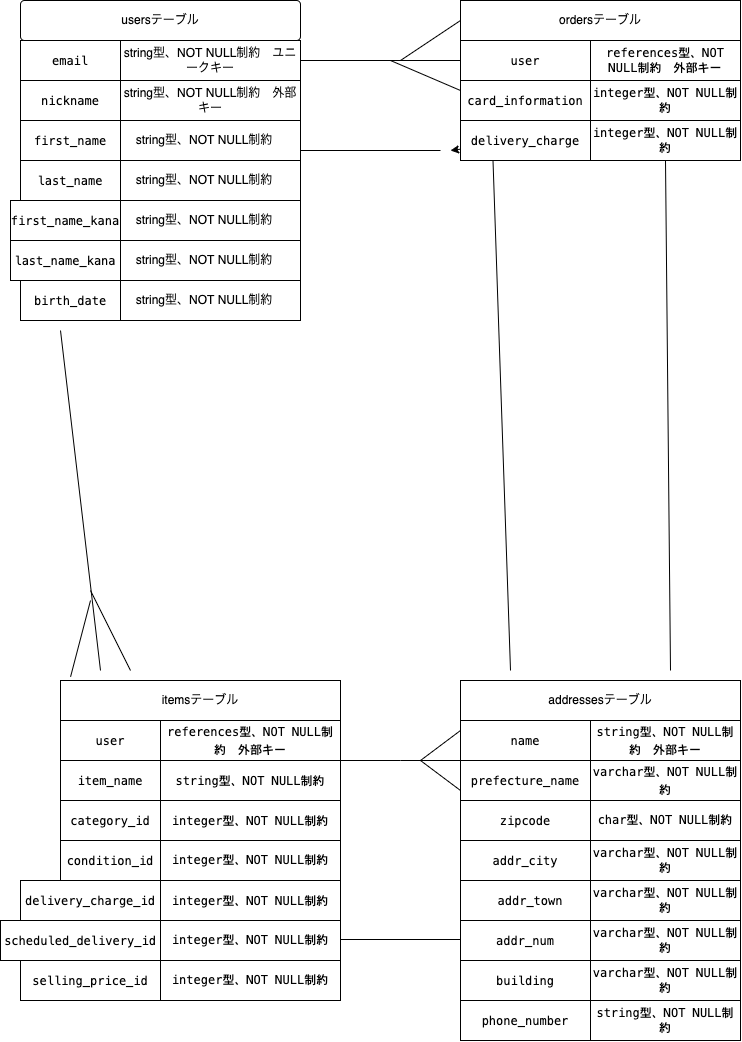 usersテーブル
email
string型、NOT NULL制約　ユニ
ークキー
nickname
string型、NOT NULL制約　外部
キー
first_name
string型、NOT NULL制約
last_name
string型、NOT NULL制約
first_name_kana
string型、NOT NULL制約
last_name_kana
string型、NOT NULL制約
birth_date
string型、NOT NULL制約
ordersテーブル
user
references型、NOT
NULL制約　外部キー
card_information
integer型、NOT NULL制
約
delivery_charge
integer型、NOT NULL制
約
itemsテーブル
user
references型、NOT NULL制
約　外部キー
item_name
string型、NOT NULL制約
category_id
integer型、NOT NULL制約
condition_id
integer型、NOT NULL制約
delivery_charge_id
integer型、NOT NULL制約
scheduled_delivery_id
integer型、NOT NULL制約
selling_price_id
integer型、NOT NULL制約
addressesテーブル
name
string型、NOT NULL制
約　外部キー
prefecture_name
varchar型、NOT NULL制
約
zipcode
char型、NOT NULL制約
addr_city
varchar型、NOT NULL制
約
addr_town
varchar型、NOT NULL制
約
addr_num
varchar型、NOT NULL制
約
building
varchar型、NOT NULL制
約
phone_number
string型、NOT NULL制
約